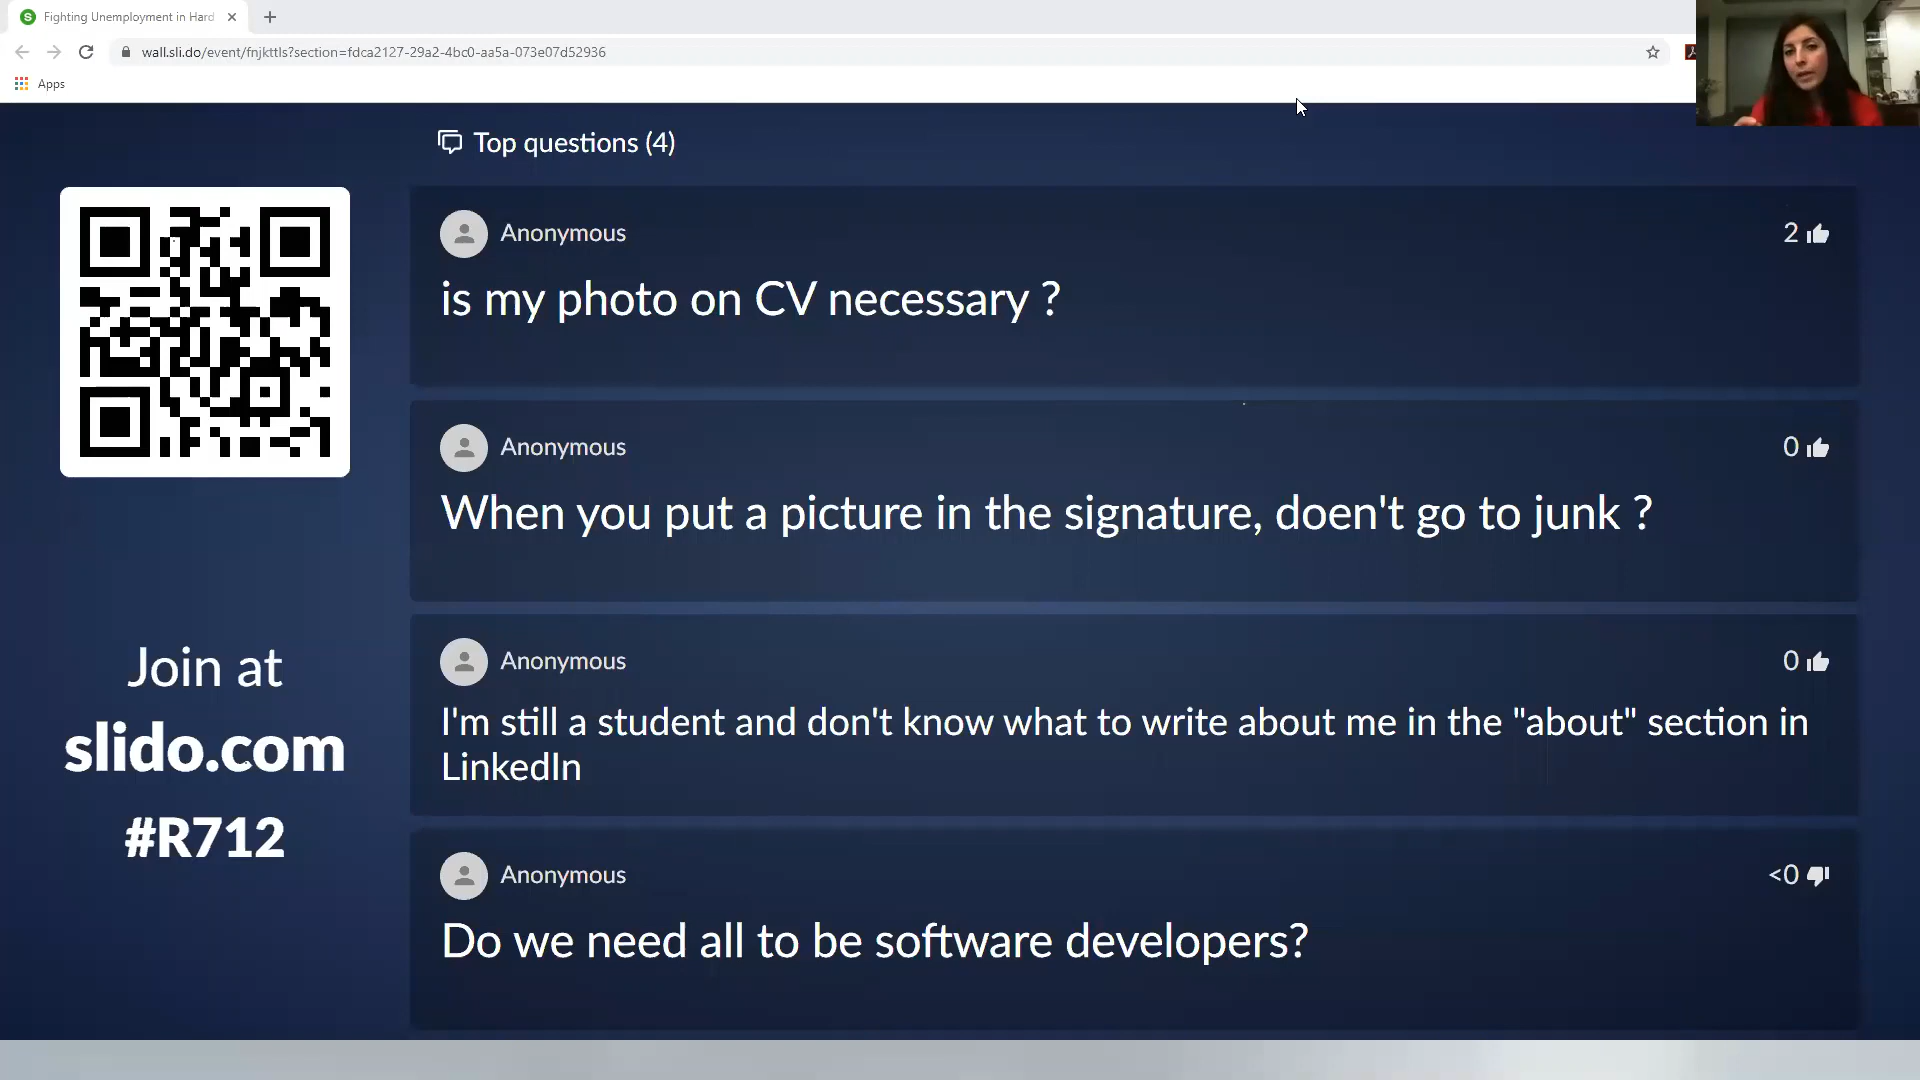 Fighting Unemployment in Hard
wall.sli.do/event/fnjkttls?section=fdca2127-29a2-4bc0-aa5a-073e07d52936
Apps
Top questions (4)
Anonymous
2
is my photo on CV necessary ?
Anonymous
0
When you put a picture in the signature, doen't go to junk ?
Anonymous
0
I'm still a student and don't know what to write about me in the "about" section in
LinkedIn
Anonymous
<0
Do we need all to be software developers?
Join at
slido.com
#R712